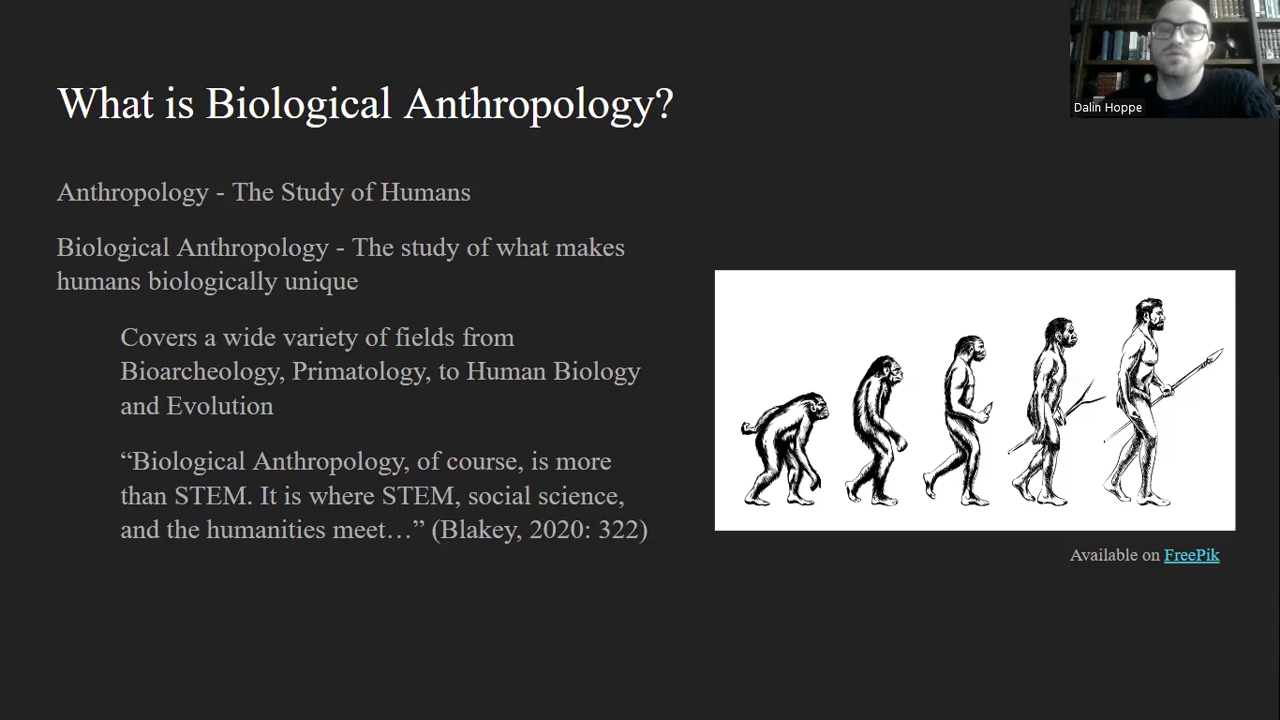 What is Biological Anthropology?
Dalín Hoppe
Anthropology - The Study of Humans
Biological Anthropology - The study of what makes
humans biologically unique
Covers a wide variety of fields from
Bioarcheology, Primatology, to Human Biology
and Evolution
“Biological Anthropology, of course, is more
than STEM. It is where STEM, social science,
and the humanities meet…” (Blakey, 2020: 322)
Available on FreePik